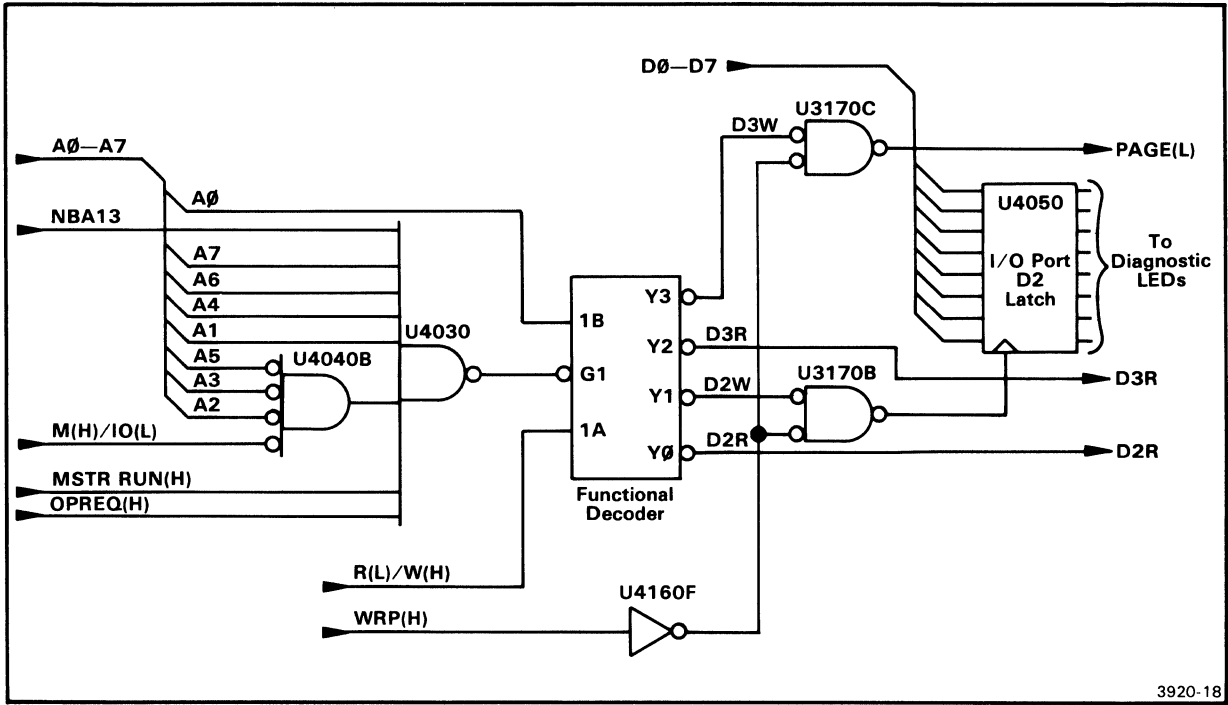 DØ—D7
U3170C
D3W
PAGE(L)
AØ—A7
AØ
NBA13
A7
A6
A4
A1
A5
A3
A2
U4030
U4040B
M(H)/IO(L)
MSTR RUN(H)
OPREQ(H)
1B
G1
1A
Y3
Y2
Y1
YØ
Functional
Decoder
D3R
D2W
D2R
U3170B
U4050
I/O Port
D2
Latch
To
Diagnostic
LEDs
D3R
D2R
R(L)/W(H)
WRP(H)
U4160F
3920-18